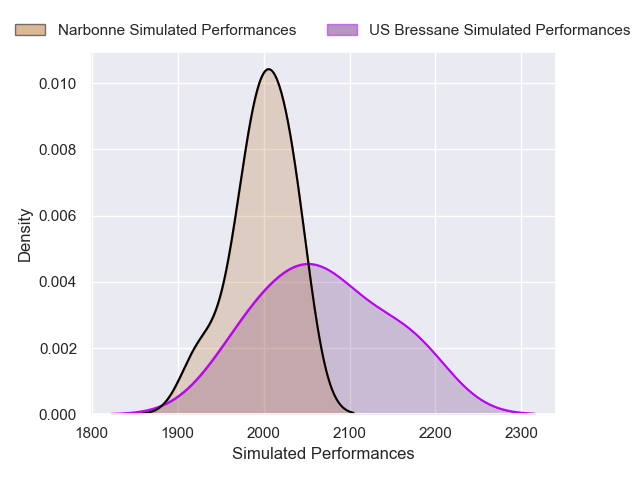 Narbonne Simulated Performances US Bressane Simulated Performances
0.010
0.008
0.006
0.004
0.002
0.000
Density
1800 1900 2000 2100 2200 2300
Simulated Performances